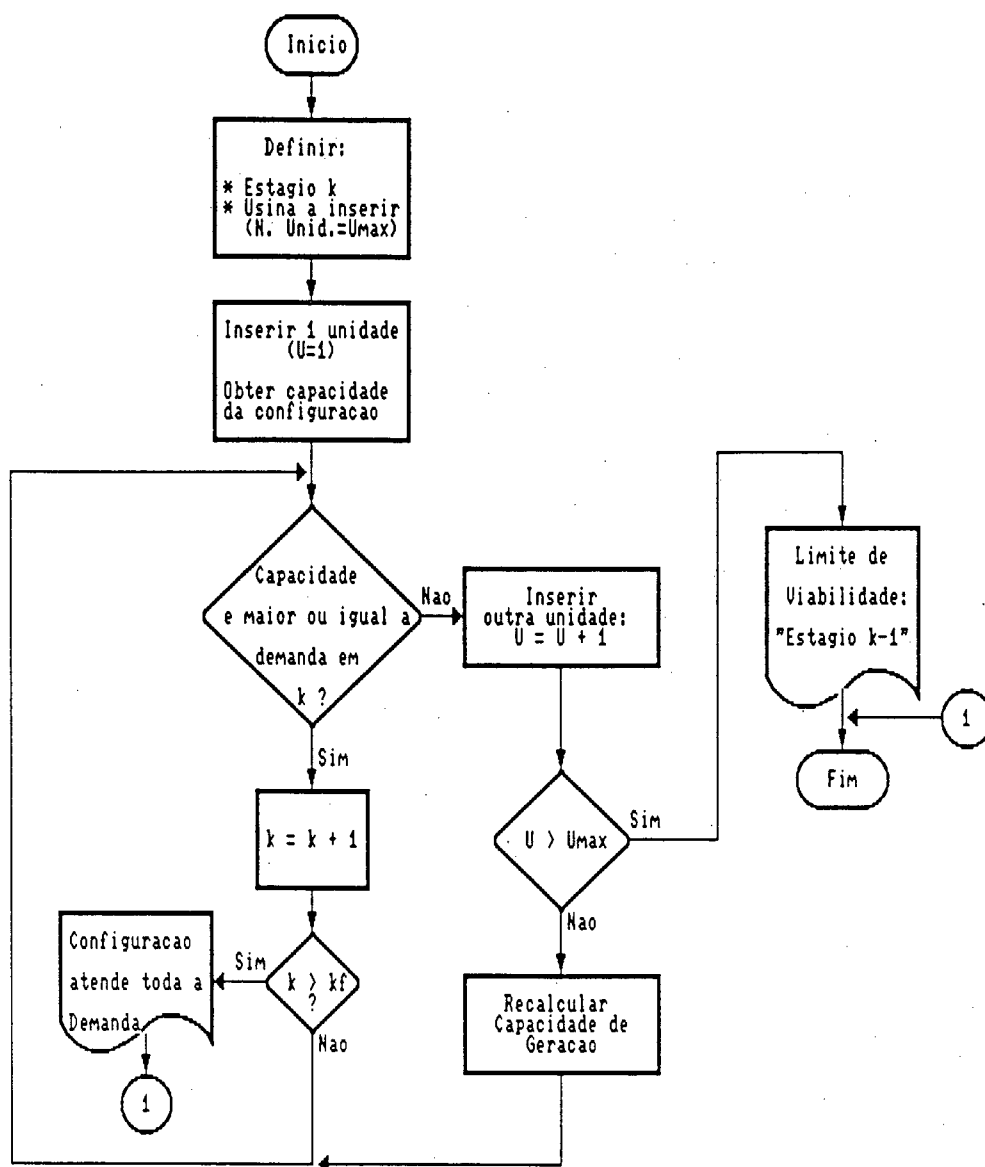 Inicio
Definir:
* Estagio k
* Usina a inserir
(N. Unid.=Umax)
Inserir 1 unidade
(U=1)
Obter capacidade
da configuracao
Capacidade
e maior ou igual a
demanda em
k ?
Nao
Inserir
outra unidade:
U = U + 1
Limite de
Viabilidade:
"Estagio k-1"
1
Fim
Sim
k = k + 1
U > Umax
Sim
Nao
Configuracao
atende toda a
Demanda
Sim
k > kf
?
Nao
Recalcular
Capacidade de
Geracao
1